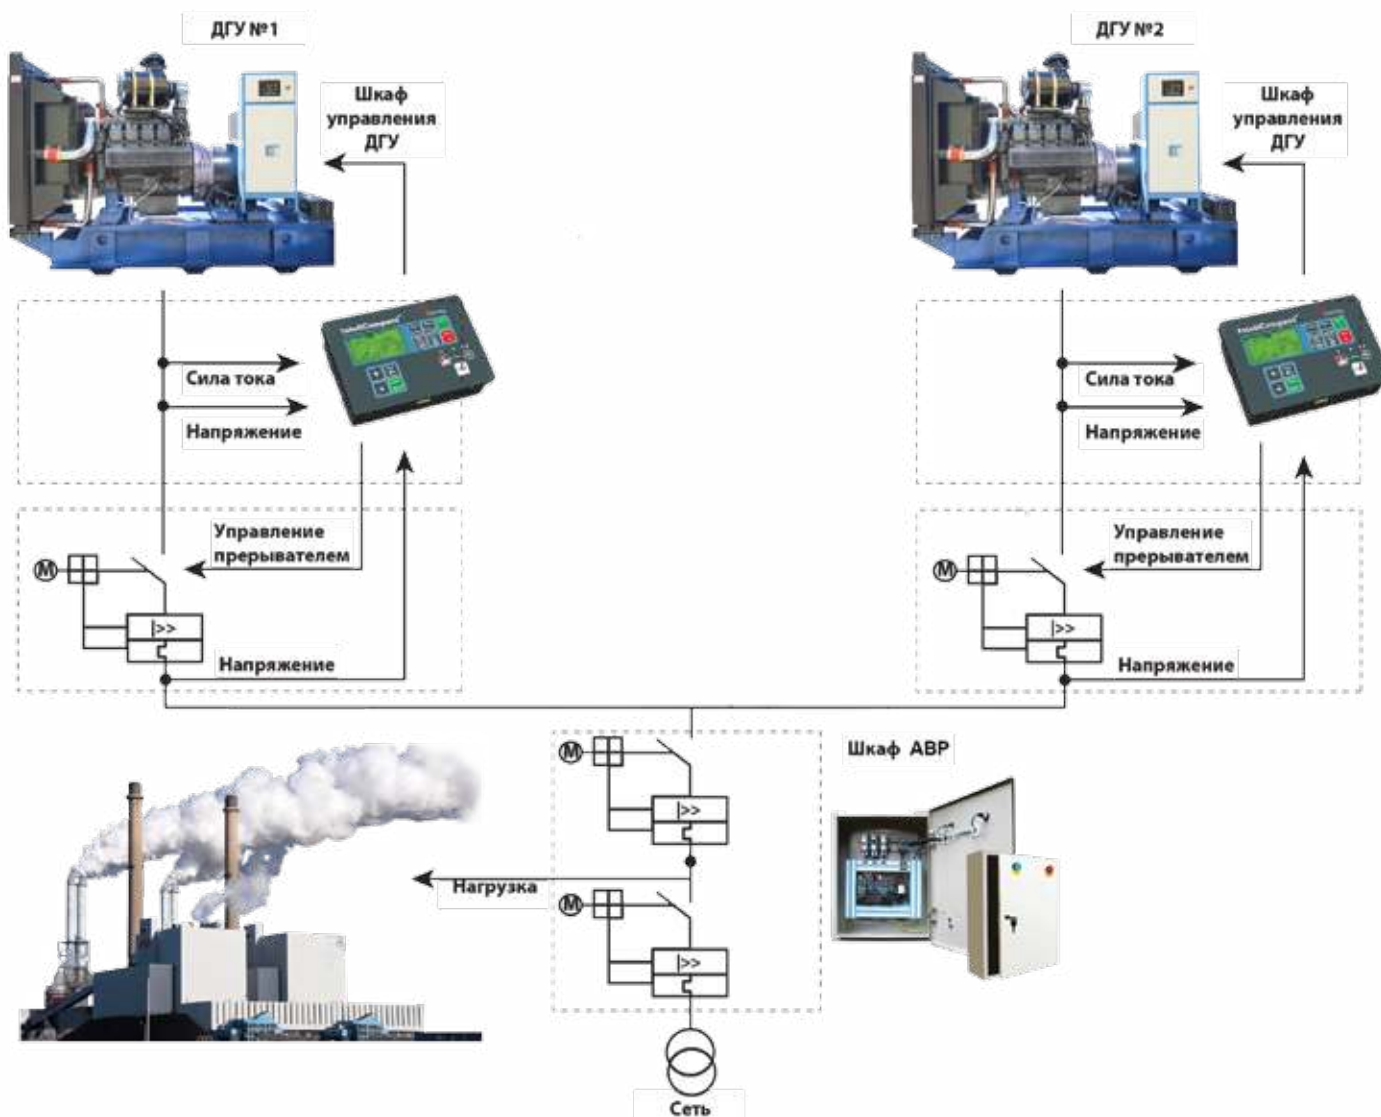 ДГУ №1
ДГУ №2
Шкаф
управления
ДГУ
Шкаф
управления
ДГУ
Сила тока
Напряжение
Сила тока
Напряжение
Управление
прерывателем
Управление
прерывателем
M
|>>
Напряжение
M
|>>
Напряжение
M
|>>
Шкаф АВР
Нагрузка
M
|>>
Сеть